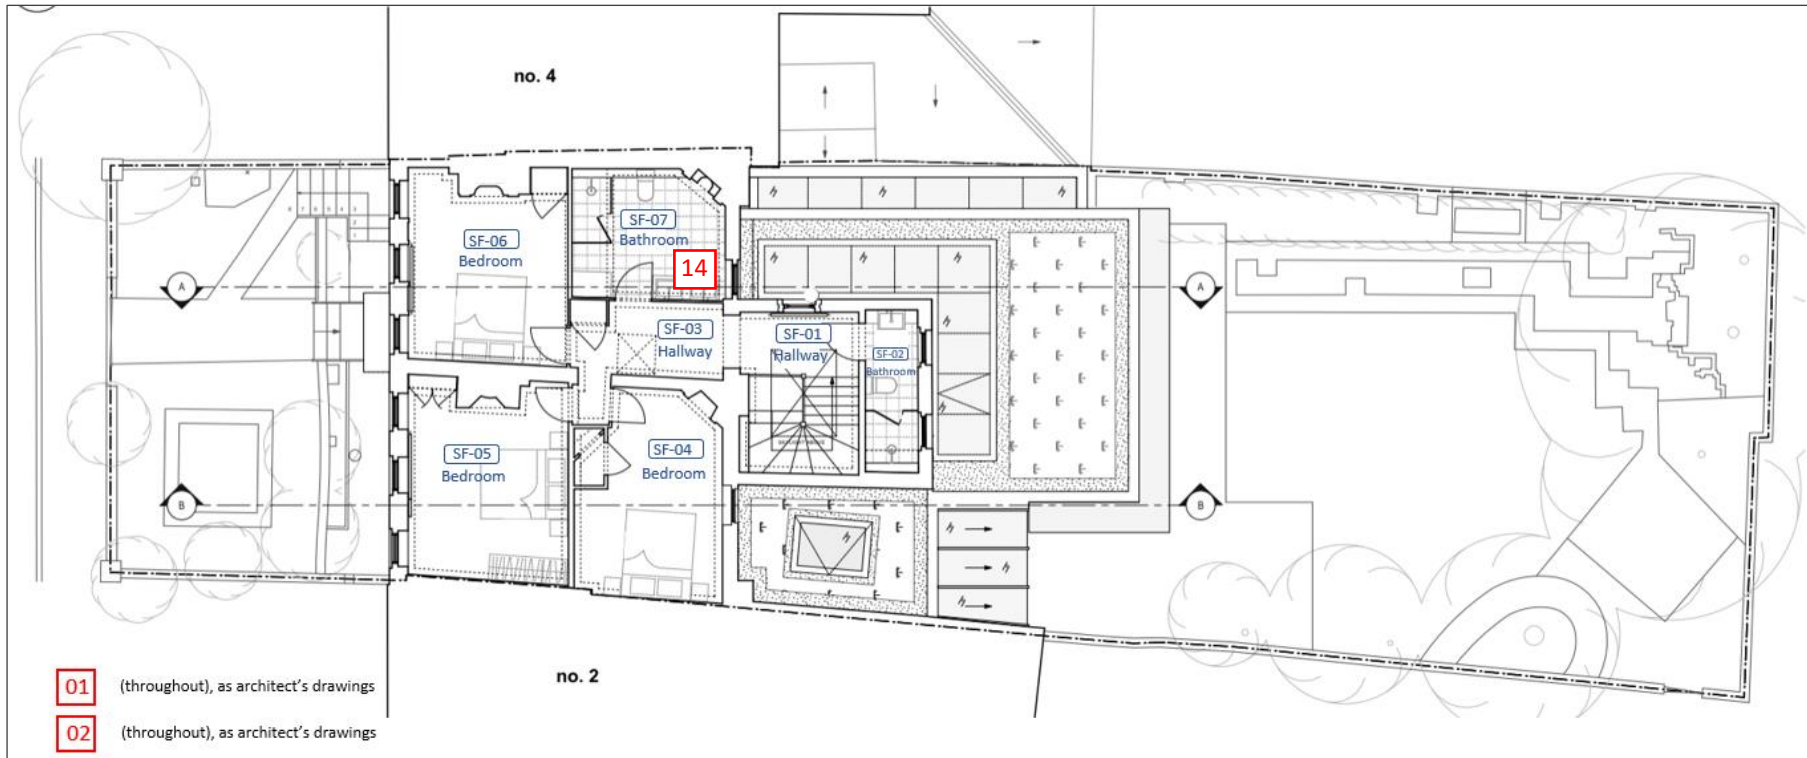 no. 4
SF-07
Bathroom
SF-06
Bedroom
14
A
A
SF-03
Hallway
SF-01
Hallway
SF-02
Bathroom
SF-05
Bedroom
SF-04
Bedroom
B
B
no. 2
01 (throughout), as architect's drawings
02 (throughout), as architect's drawings